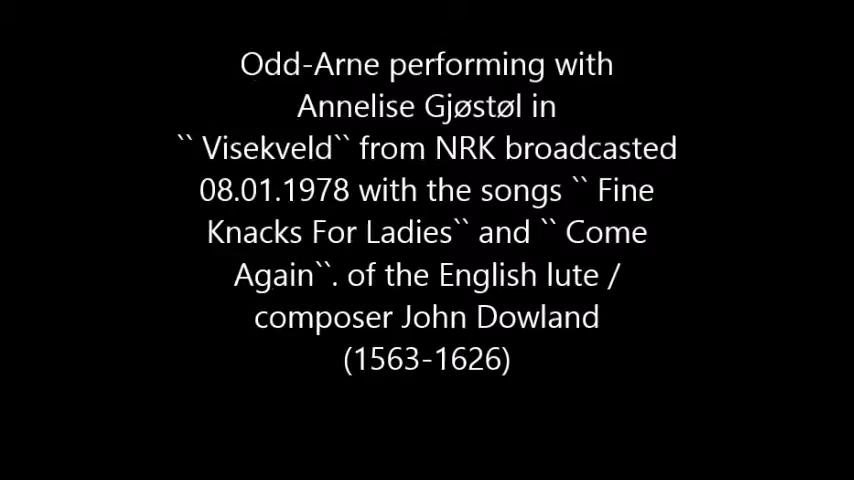 Odd-Arne performing with
Annelise Gjøstøl in
`` Visekveld`` from NRK broadcasted
08.01.1978 with the songs `` Fine
Knacks For Ladies`` and `` Come
Again``. of the English lute /
composer John Dowland
(1563-1626)